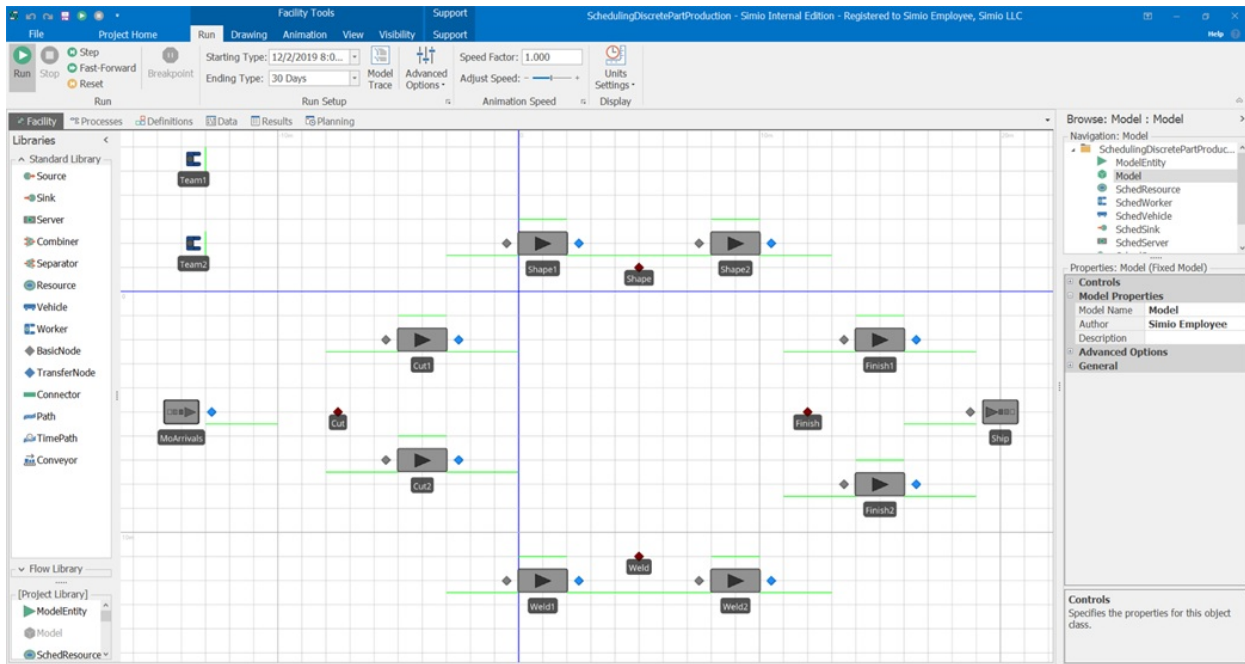 Facility Tools
Support
SchedulingDiscretePartProduction - Simio Internal Edition - Registered to Simio Employee, Simio LLC
File
Project Home
Run
Drawing
Animation
View
Visibility
Support
Help
Run
Stop
Step
Fast-Forward
Reset
Breakpoint
Starting Type: 12/2/2019 8:0...
Ending Type: 30 Days
Model Trace
Advanced Options
Speed Factor: 1.000
Adjust Speed: - +
Units Settings
Run
Run Setup
Animation Speed
Display
Facility
Processes
Definitions
Data
Results
Planning
Libraries
Standard Library
Source
Sink
Server
Combiner
Separator
Resource
Vehicle
Worker
BasicNode
TransferNode
Connector
Path
TimePath
Conveyor
Flow Library
[Project Library]
ModelEntity
Model
SchedResource
Team1
Team2
Shape1
Shape
Shape2
Cut1
Finish1
MoArrivals
Cut
Finish
Ship
Cut2
Finish2
Weld
Weld1
Weld2
Browse: Model : Model
Navigation: Model
SchedulingDiscretePartProduc...
ModelEntity
Model
SchedResource
SchedWorker
SchedVehicle
SchedSink
SchedServer
Properties: Model (Fixed Model)
Controls
Model Properties
Model Name Model
Author Simio Employee
Description
Advanced Options
General
Controls
Specifies the properties for this object
class.